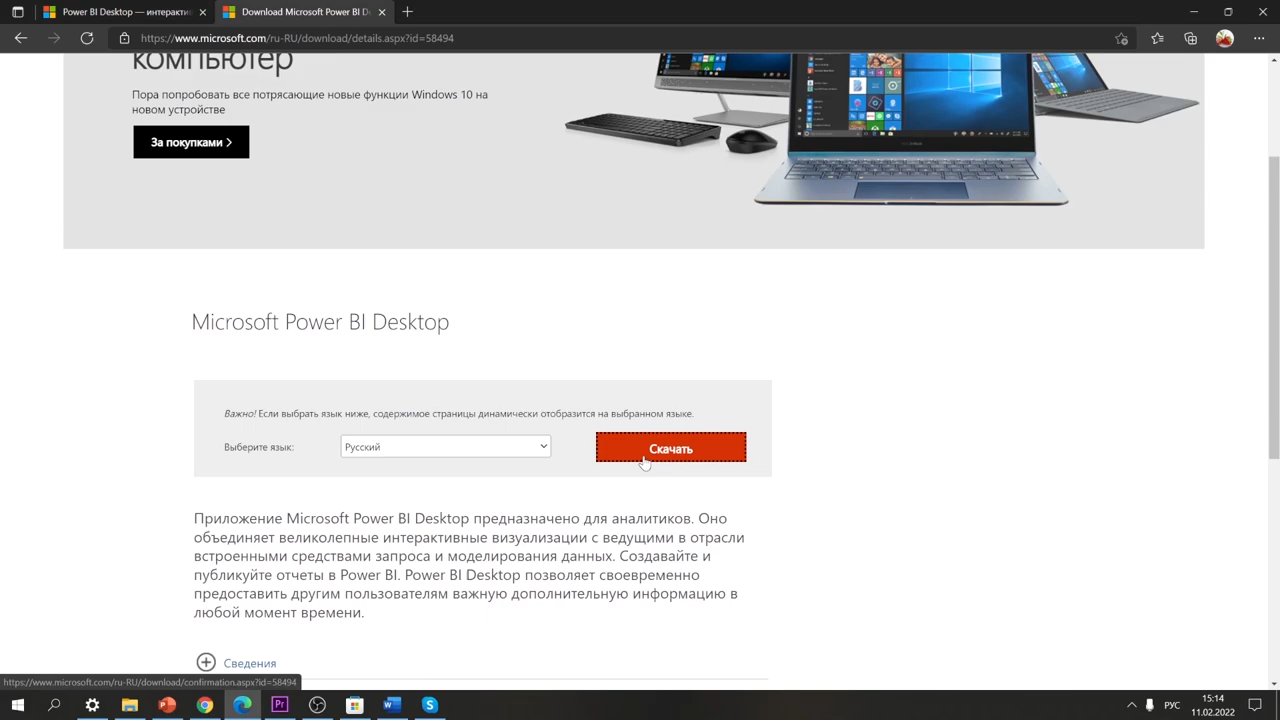 Power BI Desktop — интеракти
Download Microsoft Power BI D
https://www.microsoft.com/ru-RU/download/details.aspx?id=58494
компьютер
Пора попробовать все потрясающие новые функции Windows 10 на
новом устройстве
За покупками
Microsoft Power BI Desktop
Важно! Если выбрать язык ниже, содержимое страницы динамически отобразится на выбранном языке.
Выберите язык:
Русский
Скачать
Приложение Microsoft Power BI Desktop предназначено для аналитиков. Оно
объединяет великолепные интерактивные визуализации с ведущими в отрасли
встроенными средствами запроса и моделирования данных. Создавайте и
публикуйте отчеты в Power BI. Power BI Desktop позволяет своевременно
предоставить другим пользователям важную дополнительную информацию в
любой момент времени.
Сведения
https://www.microsoft.com/ru-RU/download/confirmation.aspx?id=58494
Pr
РУС
15:14
11.02.2022